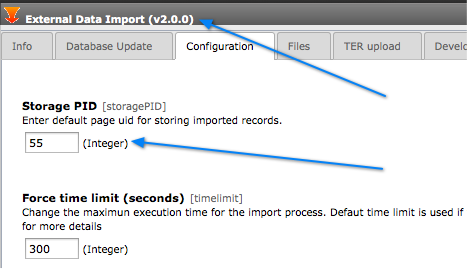 External Data Import (v2.0.0)
Info Database Update Configuration Files TER upload Develo
Storage PID [storagePID]
Enter default page uid for storing imported records.
55 (Integer)
Force time limit (seconds) [timelimit]
Change the maximun execution time for the import process. Defaut time limit is used if
for more details
300 (Integer)